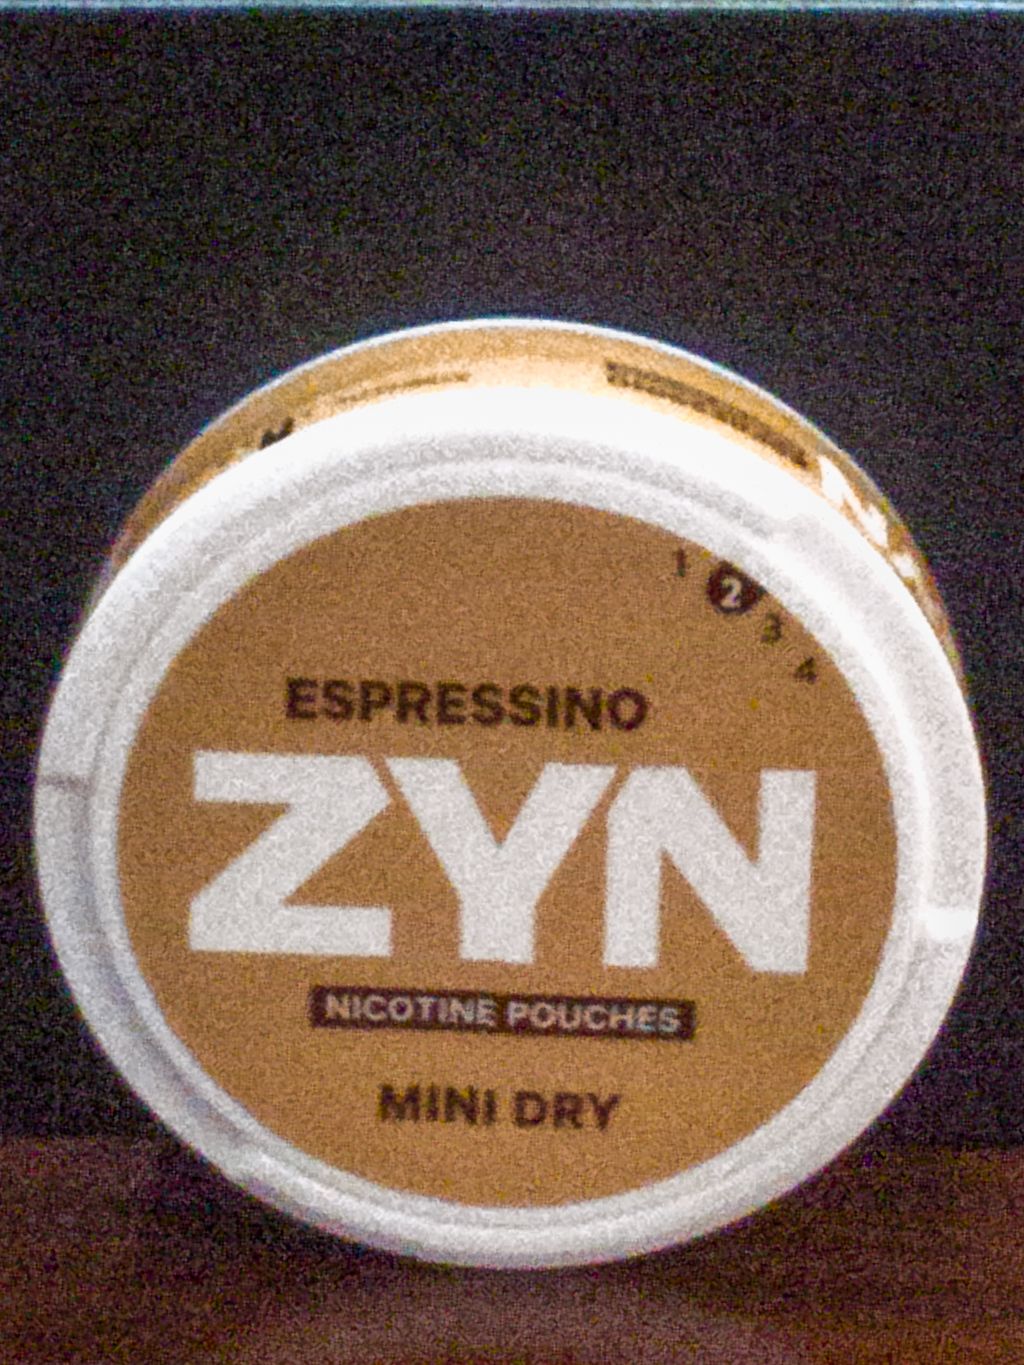 1
2
3
4
ESPRESSINO
ZYN
NICOTINE POUCHES
MINI DRY